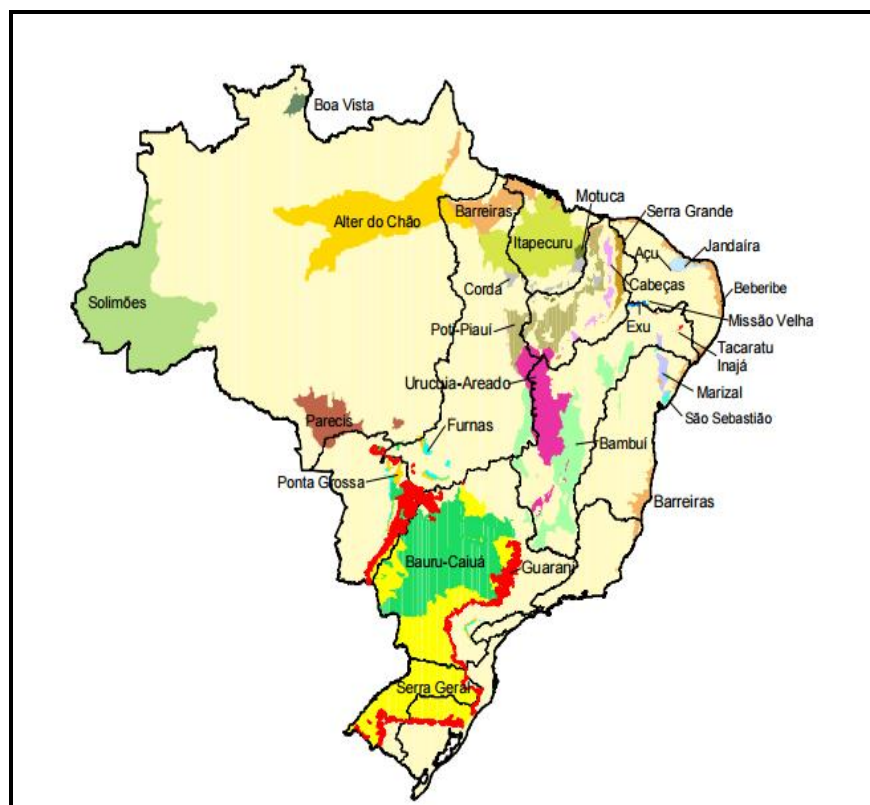 Boa Vista
Motuca
Serra Grande
Barreiras
Alter do Chão
Itapecuru
Açu
Jandaíra
Cabeças
Corda
Beberibe
Solimões
Missão Velha
Poti-Piauí
Exu
Tacaratu
Inajá
Urucuia-Areado
Marizal
Parecis
Furnas
São Sebastião
Bambuí
Ponta Grossa
Barreiras
Bauru-Caiuá
Guarani
Serra Geral